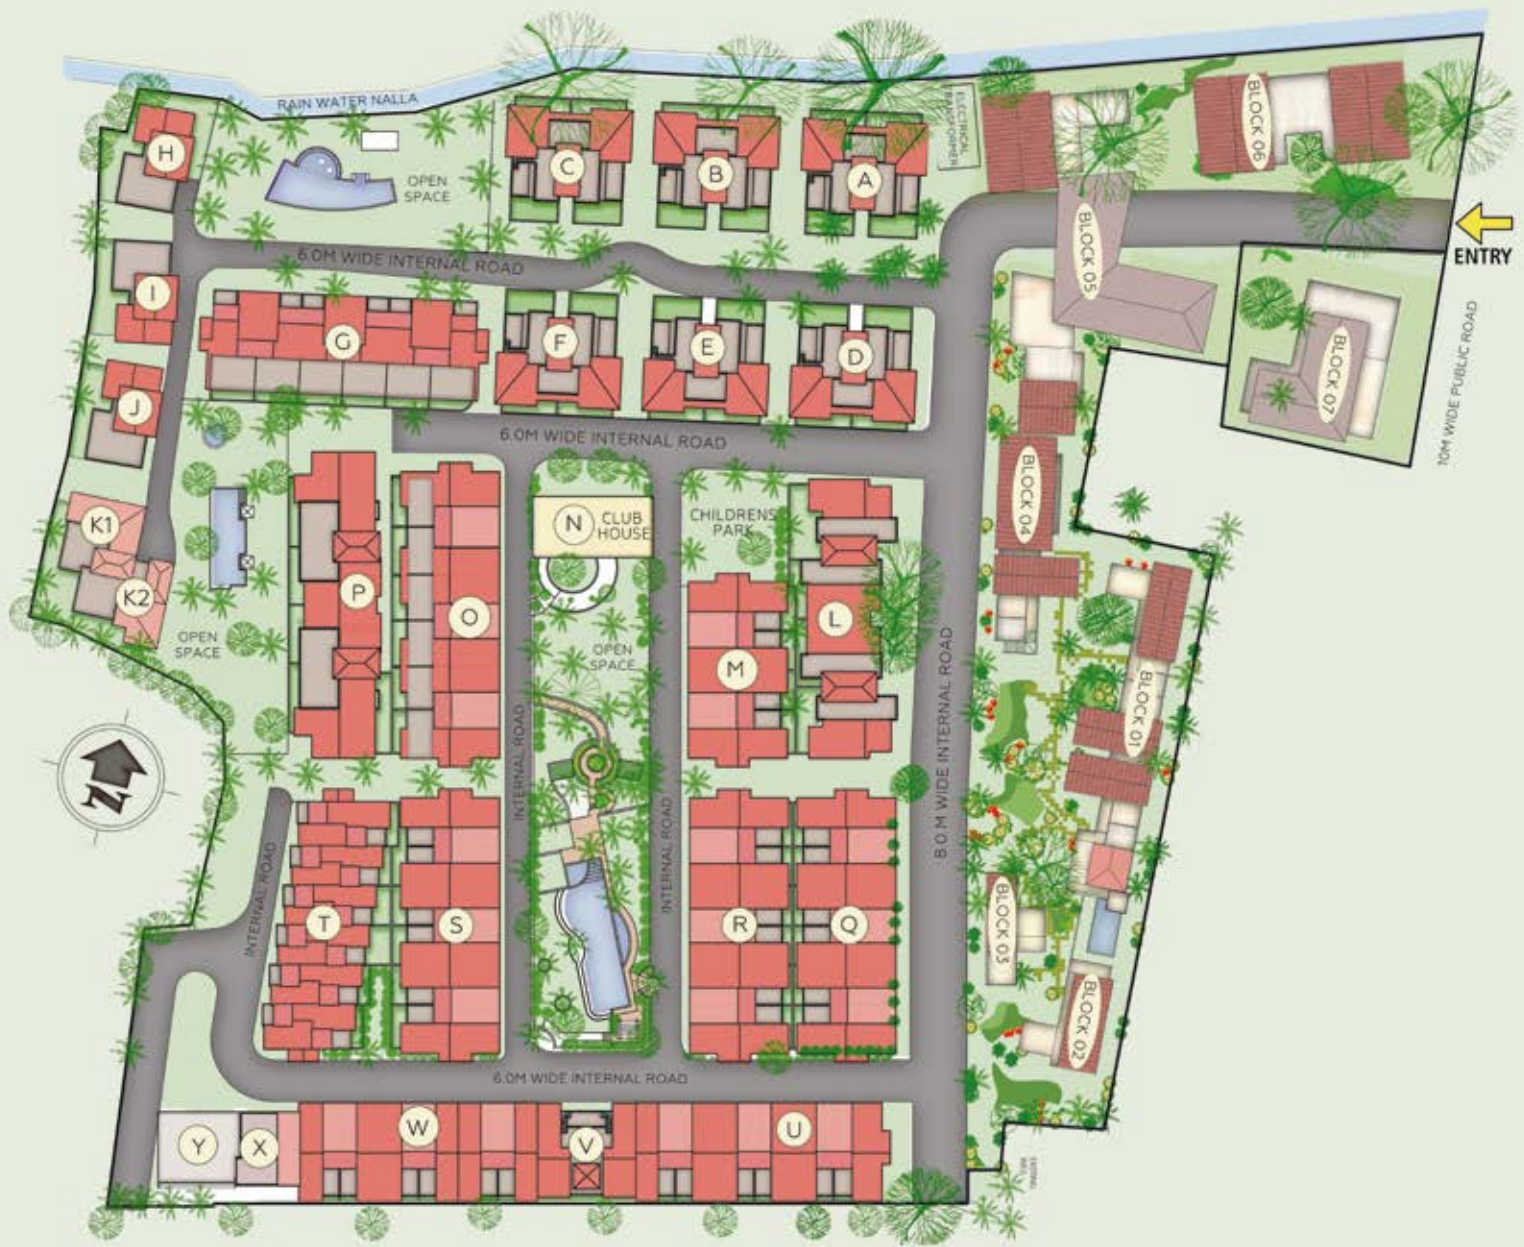 RAIN WATER NALLA
H
OPEN
SPACE
C
B
A
ELECTRICAL
TRANSFORMER
BLOCK 06
BLOCK 05
ENTRY
6.0M WIDE INTERNAL ROAD
I
G
F
E
D
BLOCK 07
10M WIDE PUBLIC ROAD
J
6.0M WIDE INTERNAL ROAD
BLOCK 04
K1
K2
N
CLUB
HOUSE
CHILDRENS
PARK
P
O
L
M
OPEN
SPACE
OPEN
SPACE
BLOCK 01
8.0 M WIDE INTERNAL ROAD
INTERNAL ROAD
INTERNAL ROAD
N
INTERNAL ROAD
T
S
R
Q
BLOCK 03
BLOCK 02
6.0M WIDE INTERNAL ROAD
Y
X
W
V
U